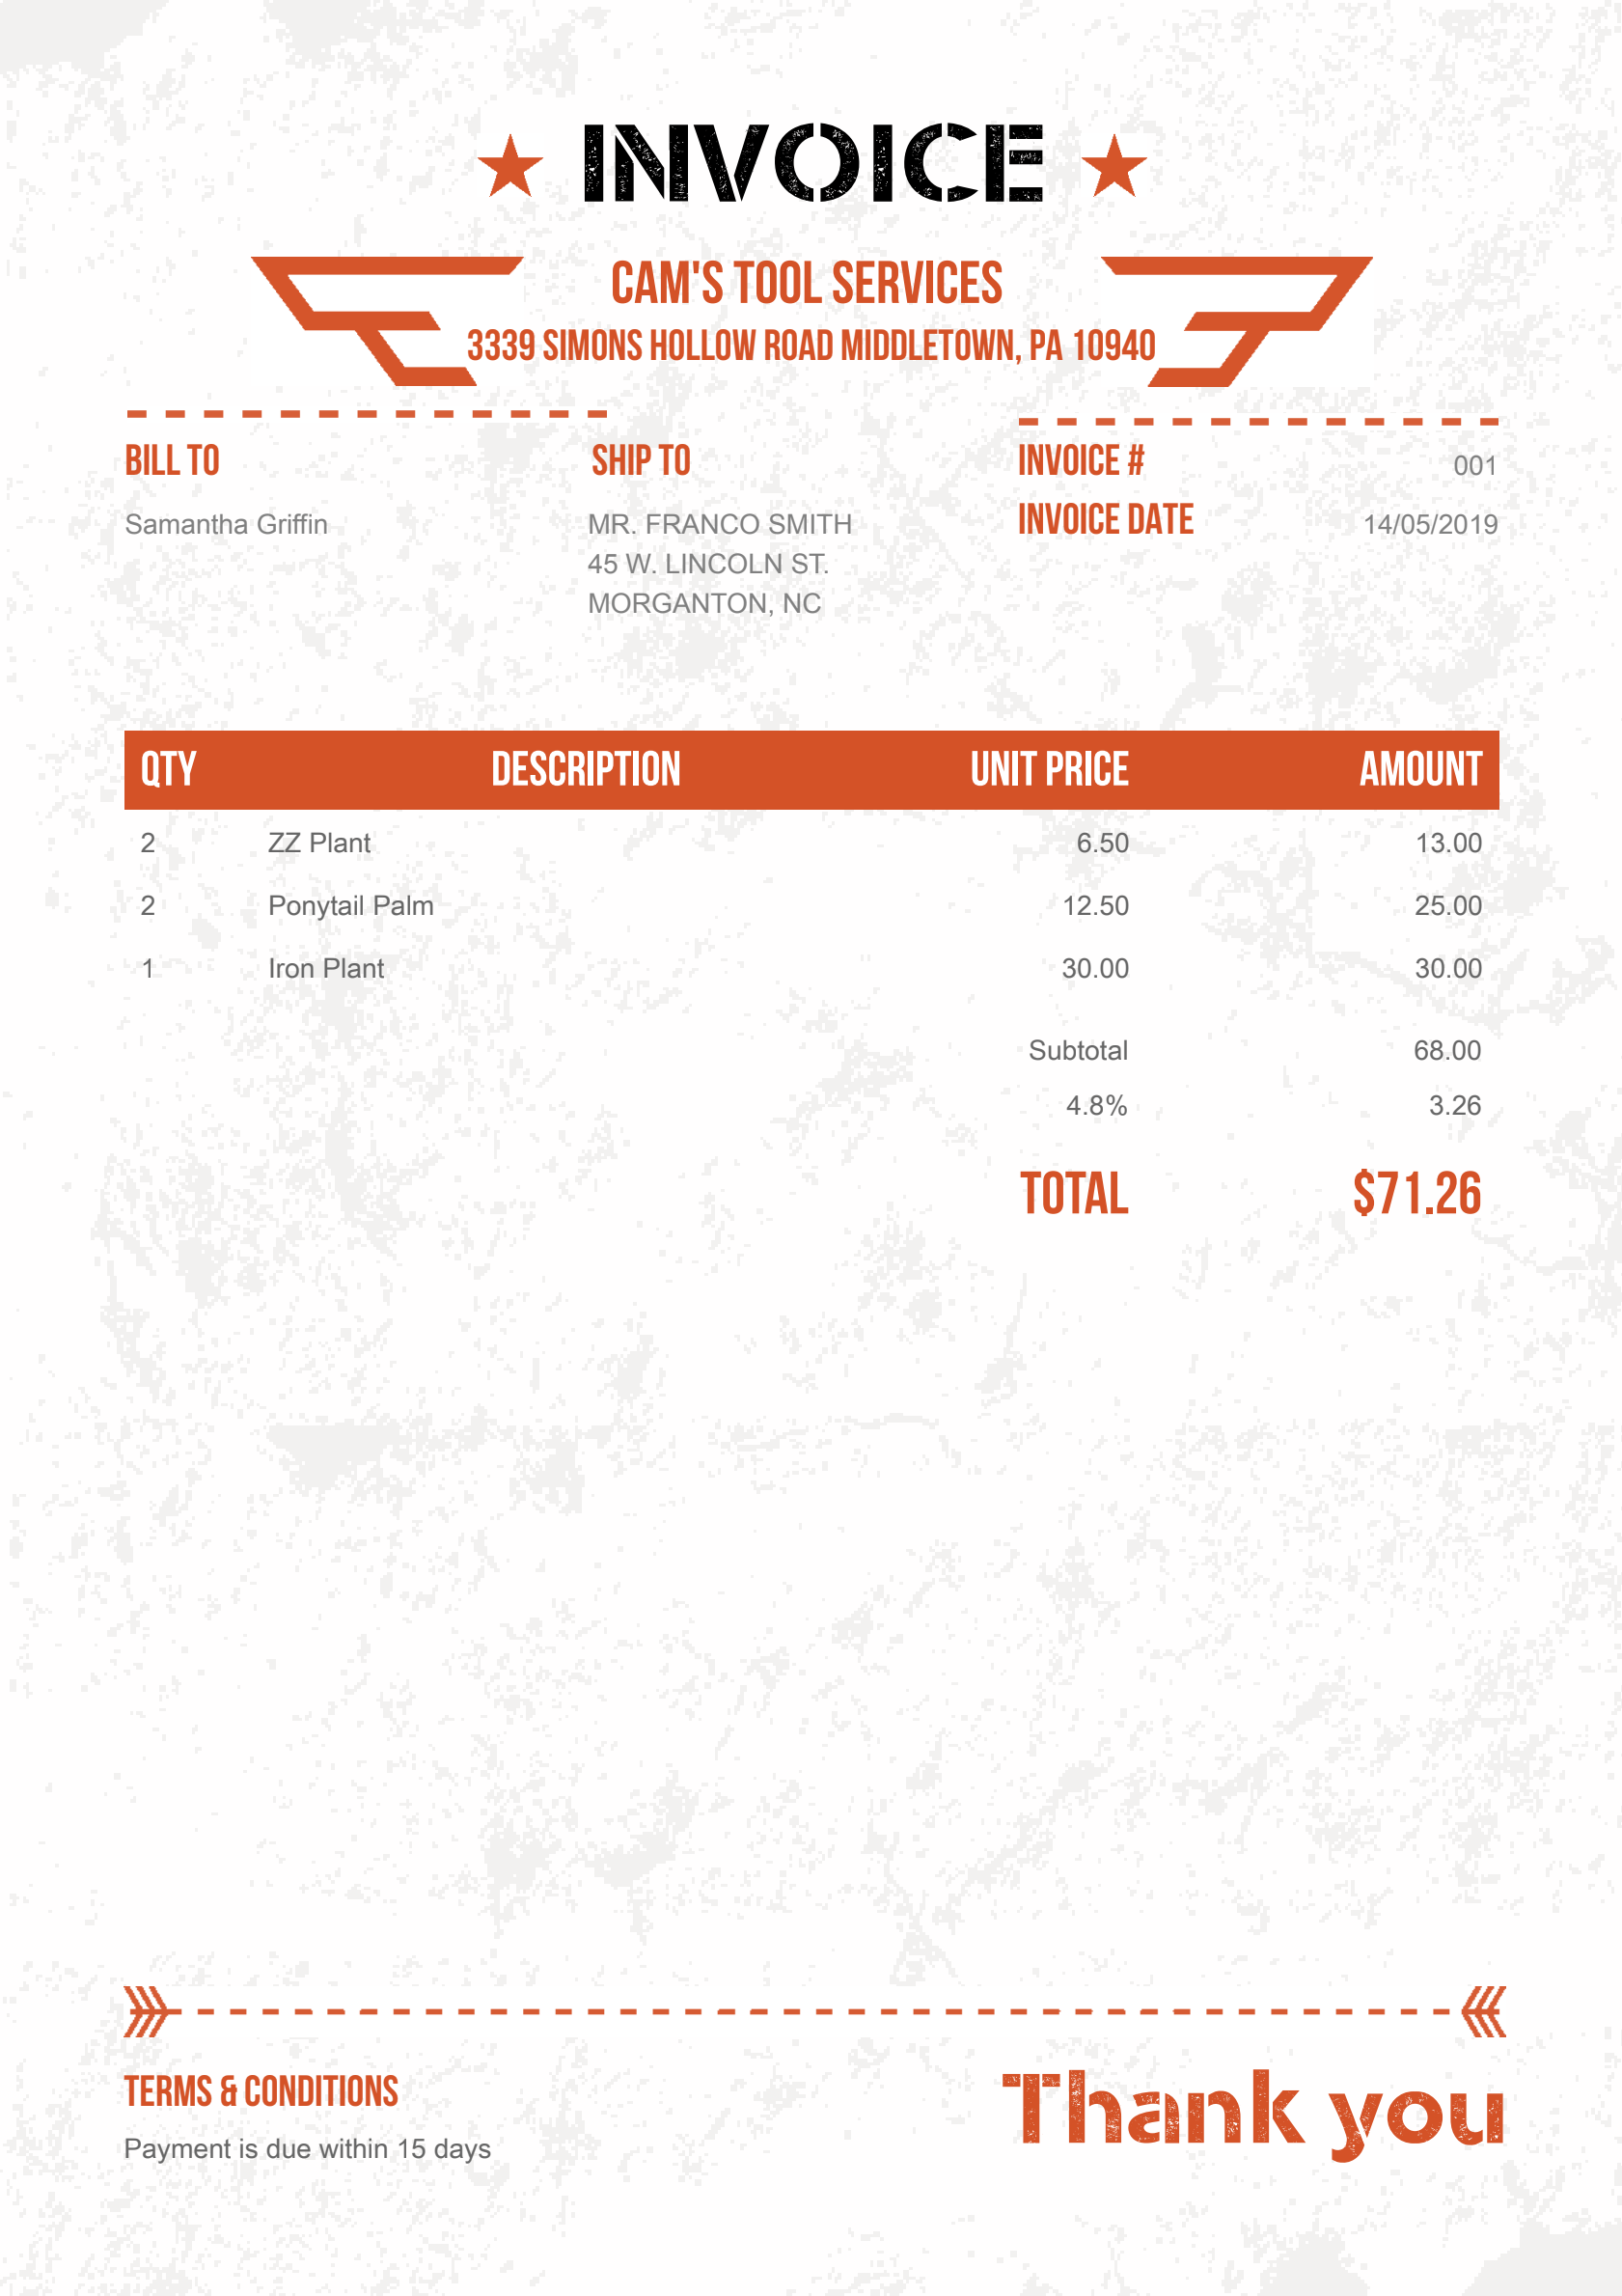 INVOICE
CAM'S TOOL SERVICES
3339 SIMONS HOLLOW ROAD MIDDLETOWN, PA 10940
BILL TO
Samantha Griffin
SHIP TO
MR. FRANCO SMITH
45 W. LINCOLN ST.
MORGANTON, NC
INVOICE # 001
INVOICE DATE 14/05/2019
QTY DESCRIPTION UNIT PRICE AMOUNT
2 ZZ Plant 6.50 13.00
2 Ponytail Palm 12.50 25.00
1 Iron Plant 30.00 30.00
Subtotal 68.00
4.8% 3.26
TOTAL $71.26
TERMS & CONDITIONS
Payment is due within 15 days
Thank you